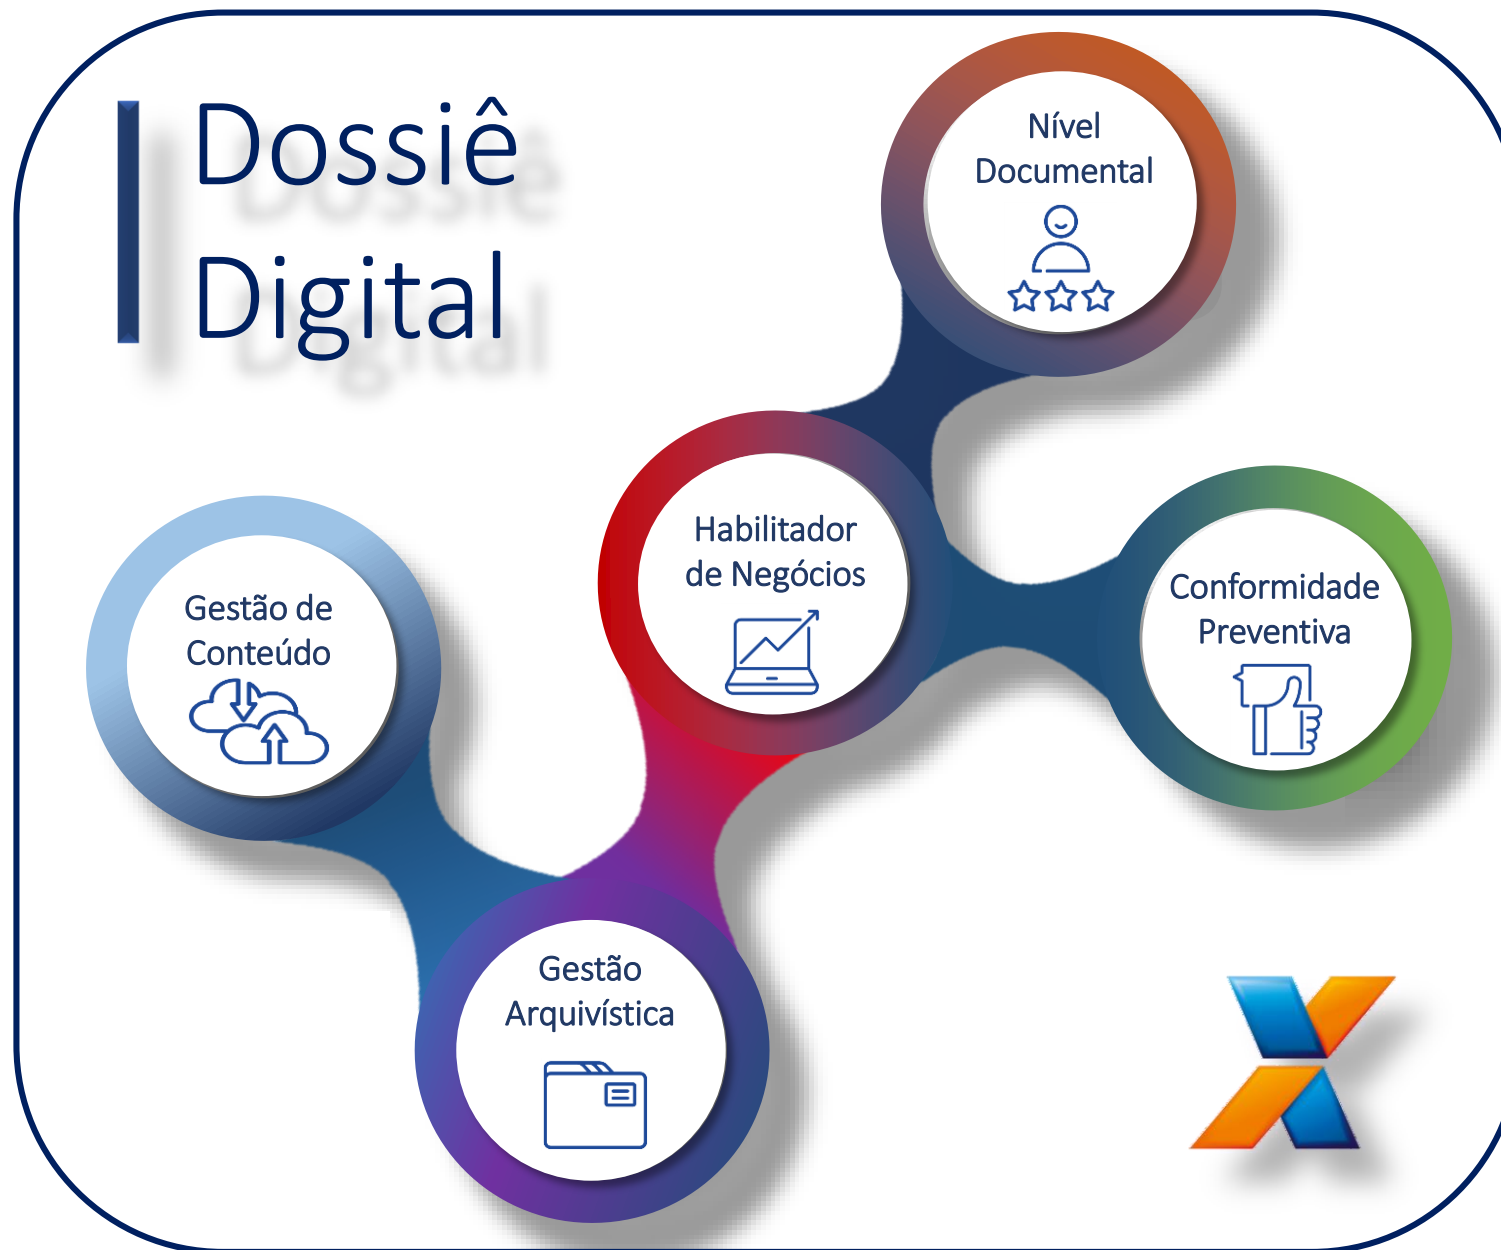 Dossiê
Digital
Nível
Documental
Habilitador
de Negócios
Conformidade
Preventiva
Gestão de
Conteúdo
Gestão
Arquivística